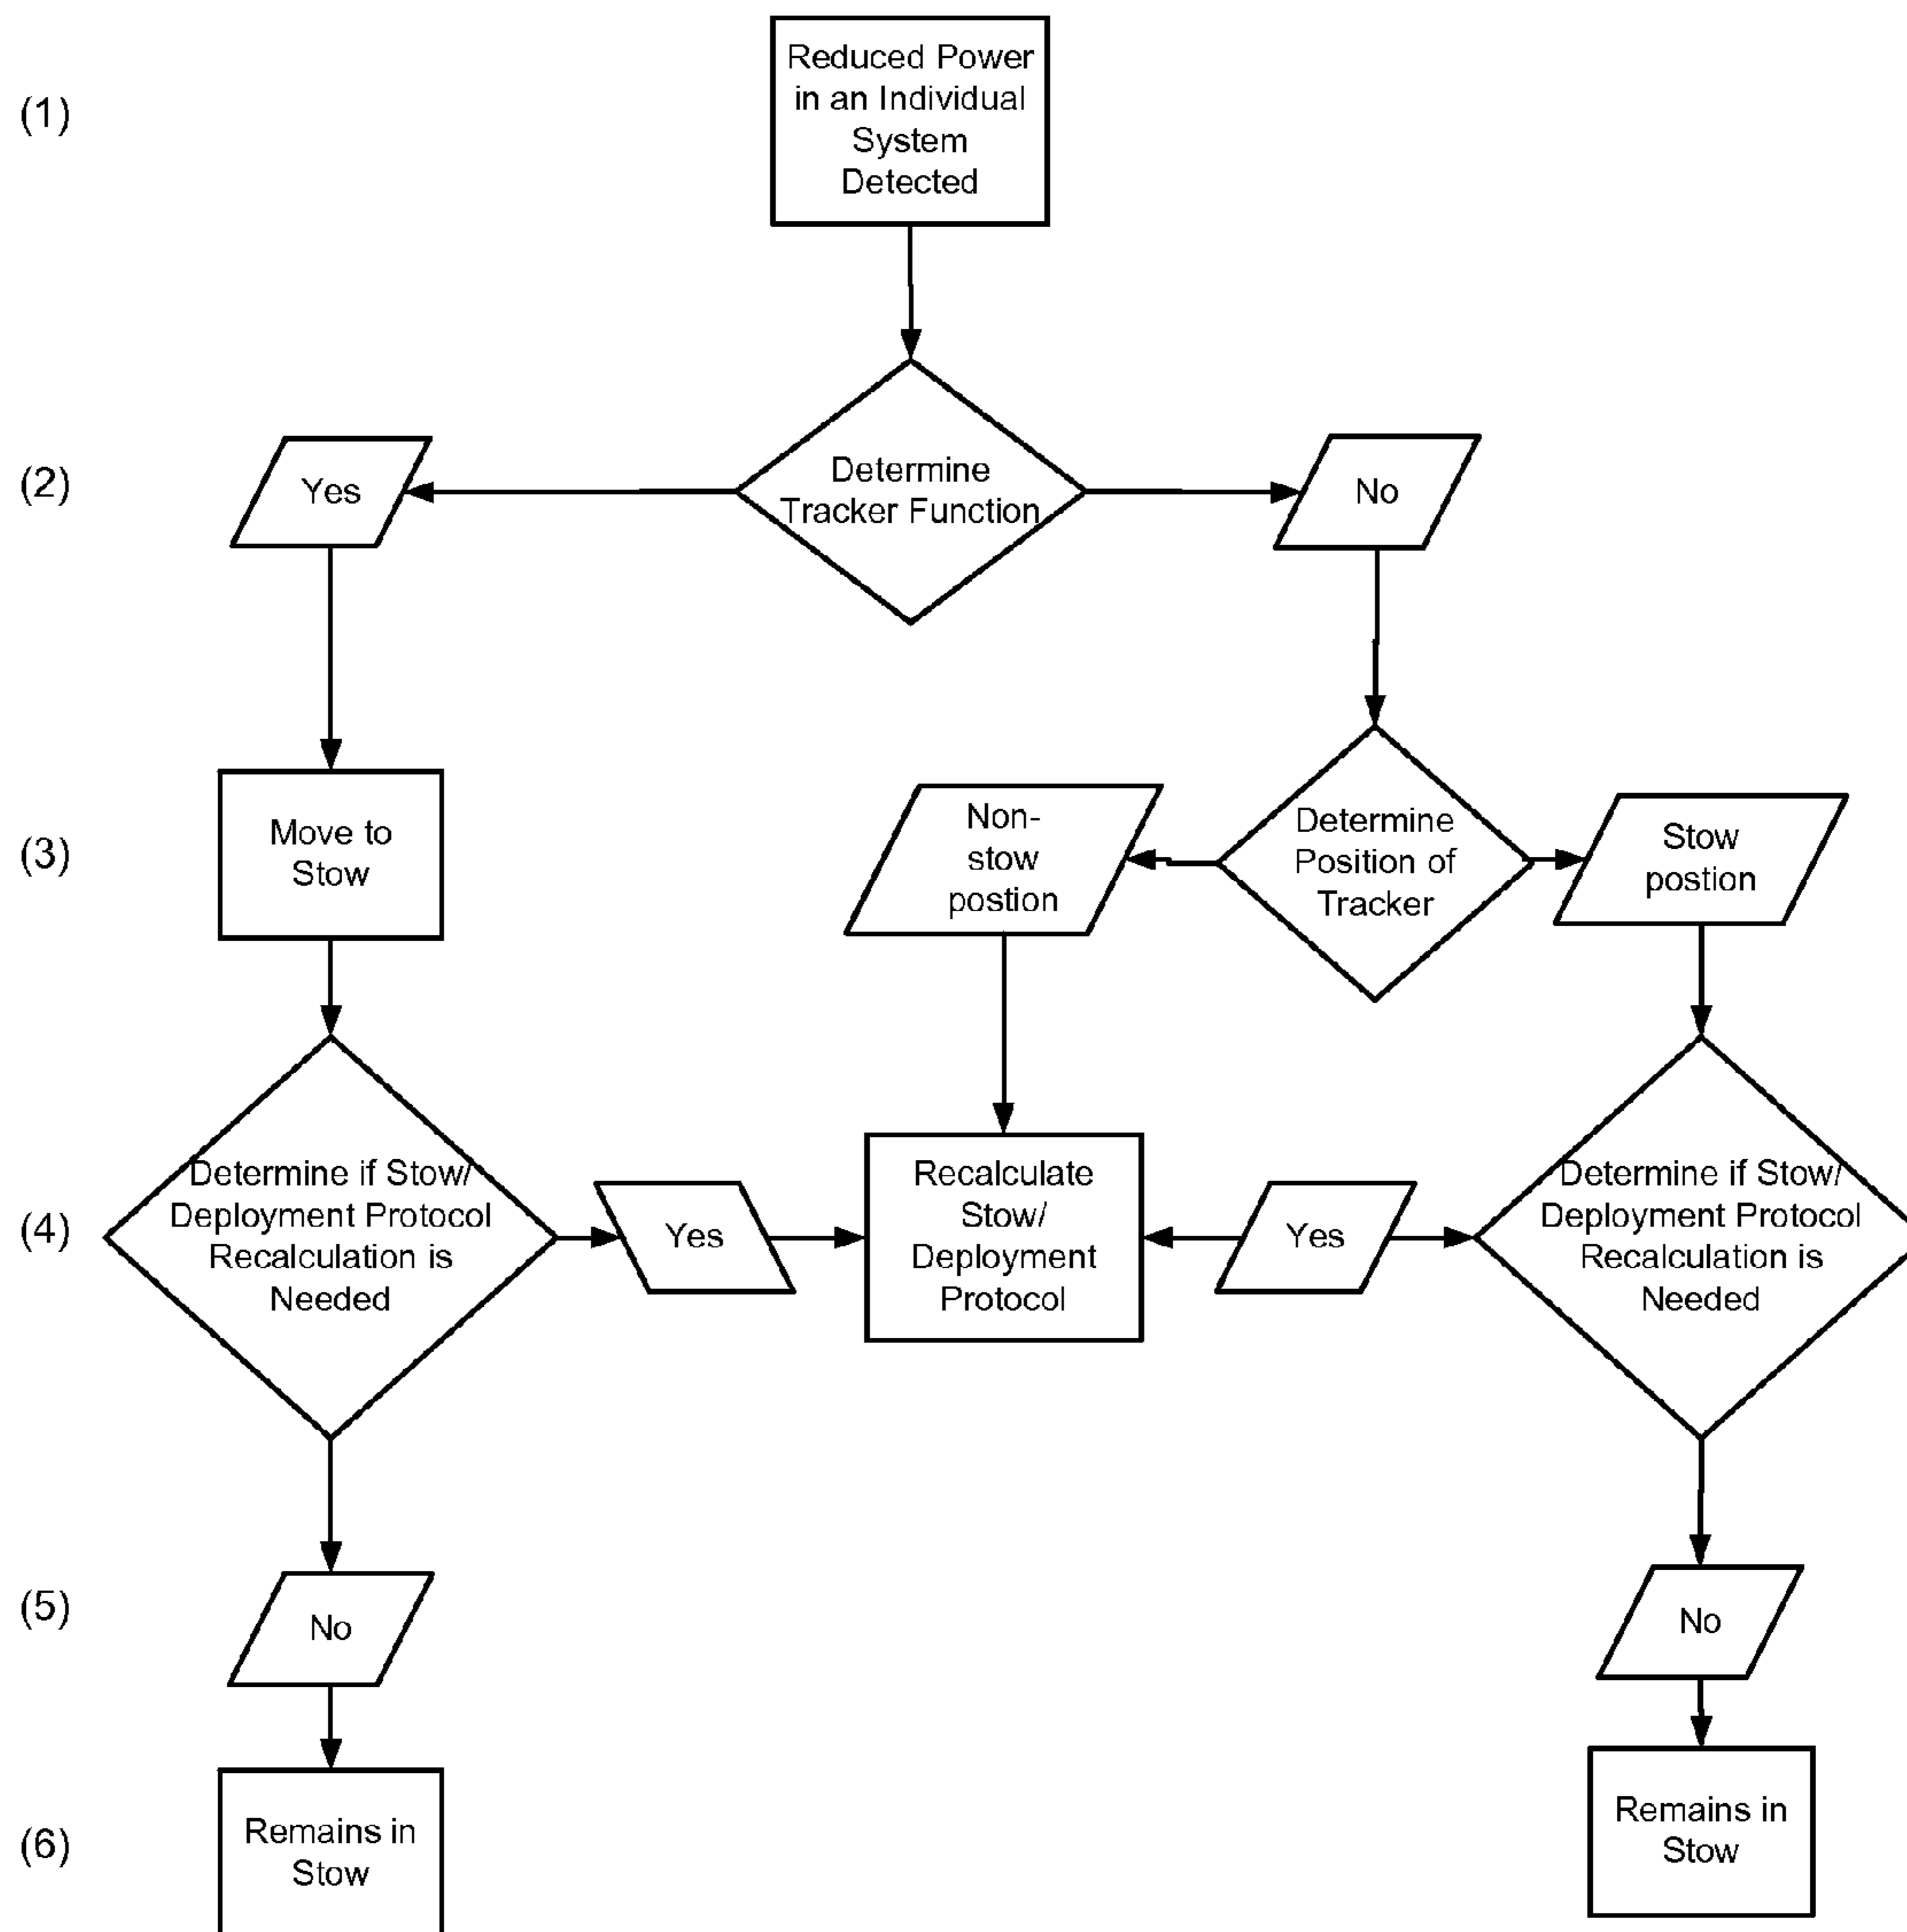 (1)
Reduced Power
in an Individual
System
Detected
(2)
Yes
Determine
Tracker Function
No
(3)
Move to
Stow
Non-
stow
postion
Determine
Position of
Tracker
Stow
postion
(4)
Determine if Stow/
Deployment Protocol
Recalculation is
Needed
Yes
Recalculate
Stow/
Deployment
Protocol
Yes
Determine if Stow/
Deployment Protocol
Recalculation is
Needed
(5)
No
No
(6)
Remains in
Stow
Remains in
Stow